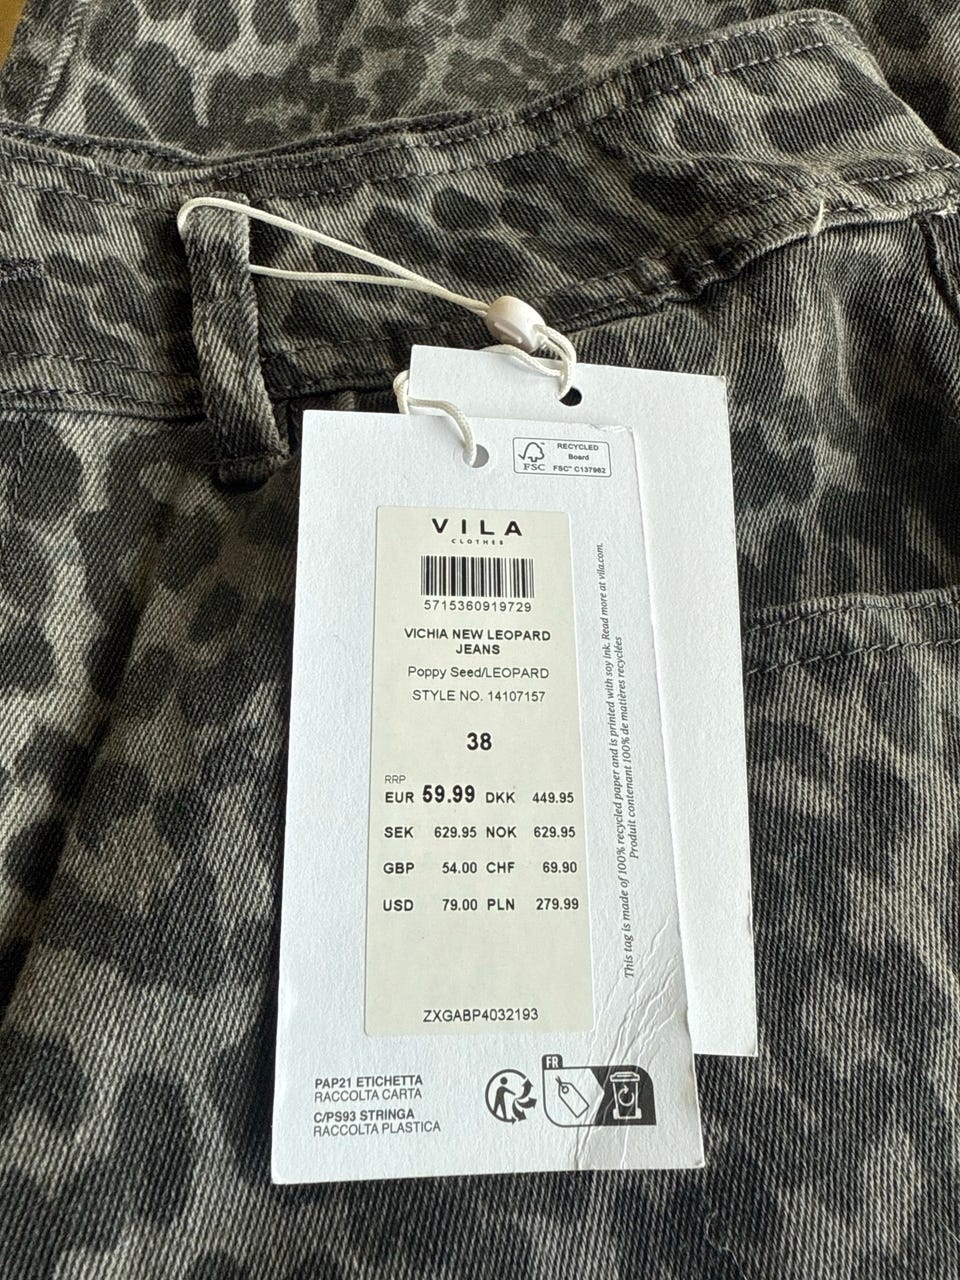 RECYCLED
Board
FSC™ C137982
FSC™
VILA
CLOTHES
5715360919729
VICHIA NEW LEOPARD
JEANS
Poppy Seed/LEOPARD
STYLE NO. 14107157
38
RRP
EUR 59.99 DKK 449.95
SEK 629.95 NOK 629.95
GBP 54.00 CHF 69.90
USD 79.00 PLN 279.99
ZXGABP4032193
This tag is made of 100% recycled paper and is printed with soy ink. Read more at vila.com.
Produit contenant 100% de matières recyclées
PAP21 ETICHETTA
RACCOLTA CARTA
C/PS93 STRINGA
RACCOLTA PLASTICA
FR